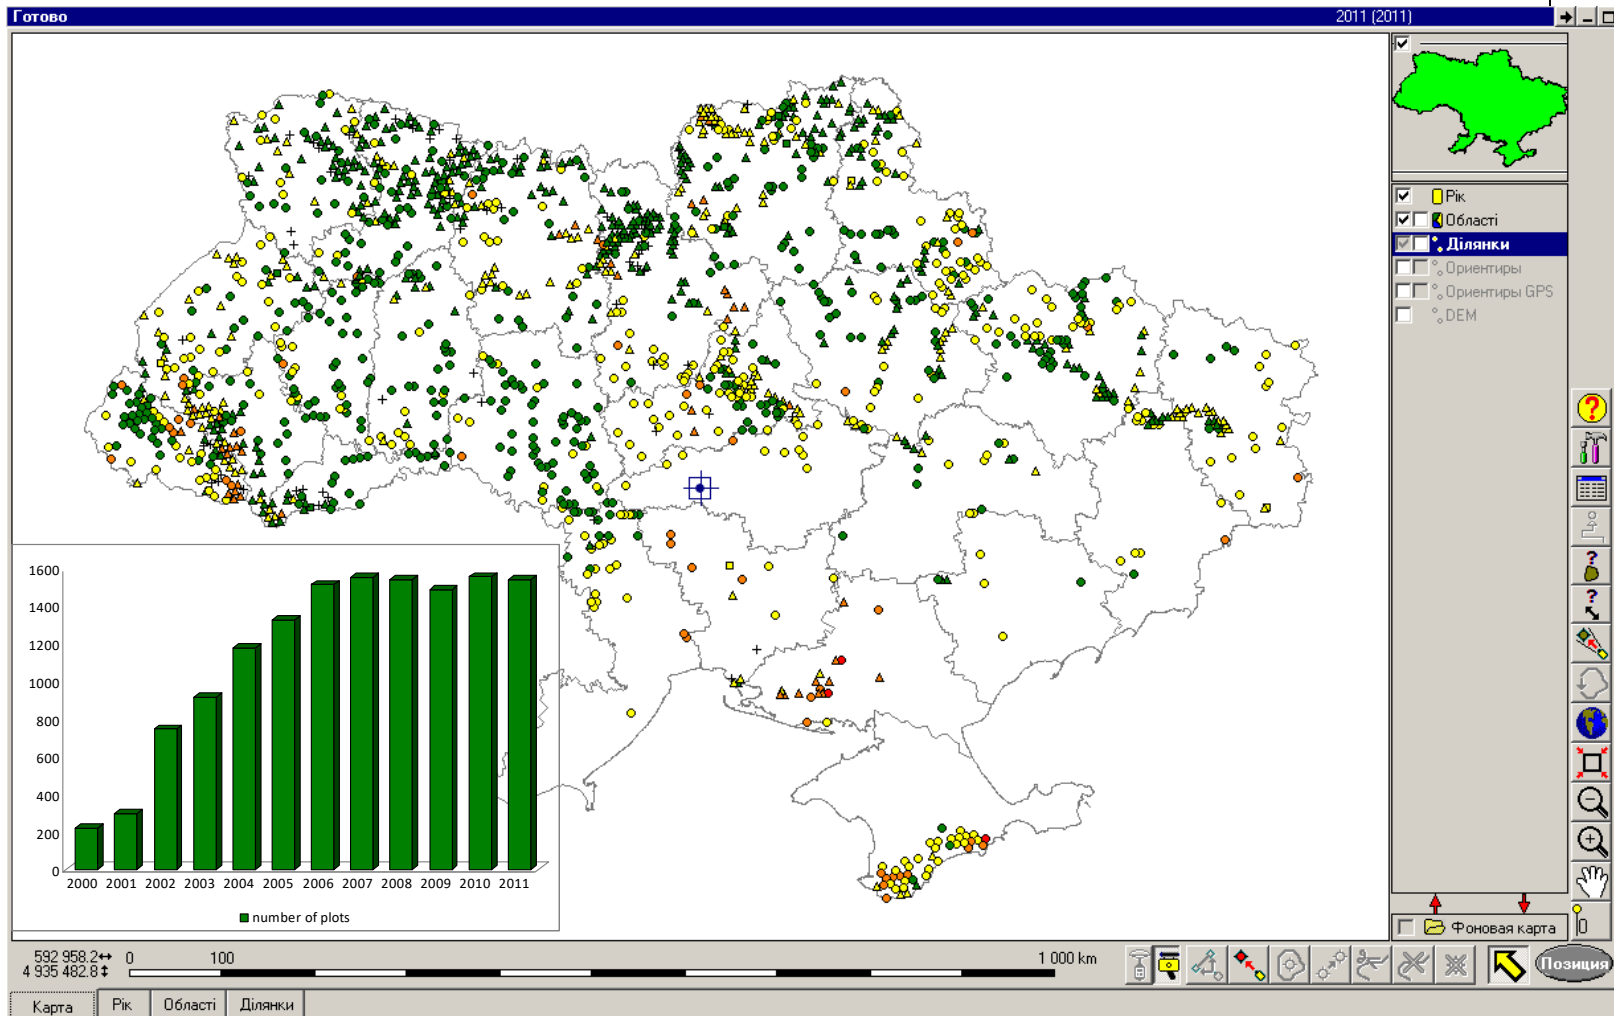 Готово
2011 (2011)
Рік
Області
Ділянки
Ориентиры
Ориентиры GPS
DEM
1600
1400
1200
1000
800
600
400
200
0
2000 2001 2002 2003 2004 2005 2006 2007 2008 2009 2010 2011
number of plots
Фоновая карта
592 958.2
4 935 482.8
0 100 1 000 km
Позиция
Карта Рік Області Ділянки